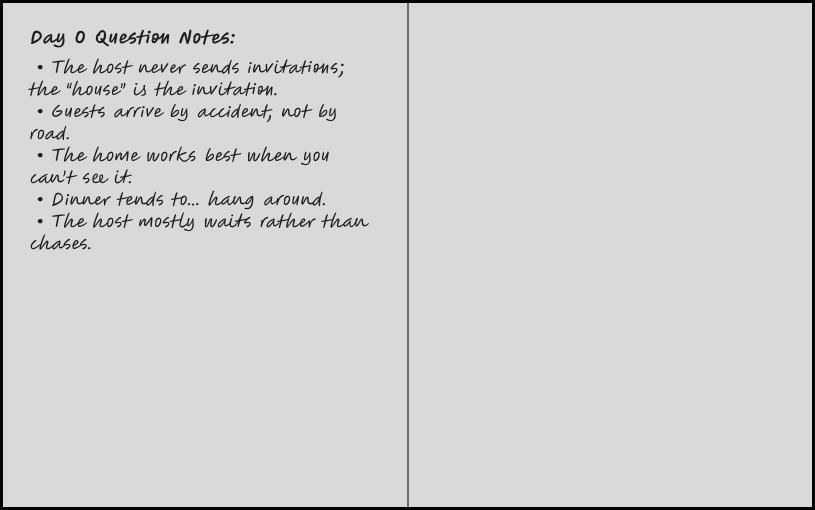 Day 0 Question Notes:
• The host never sends invitations;
the “house” is the invitation.
• Guests arrive by accident, not by
road.
• The home works best when you
can’t see it.
• Dinner tends to... hang around.
• The host mostly waits rather than
chases.